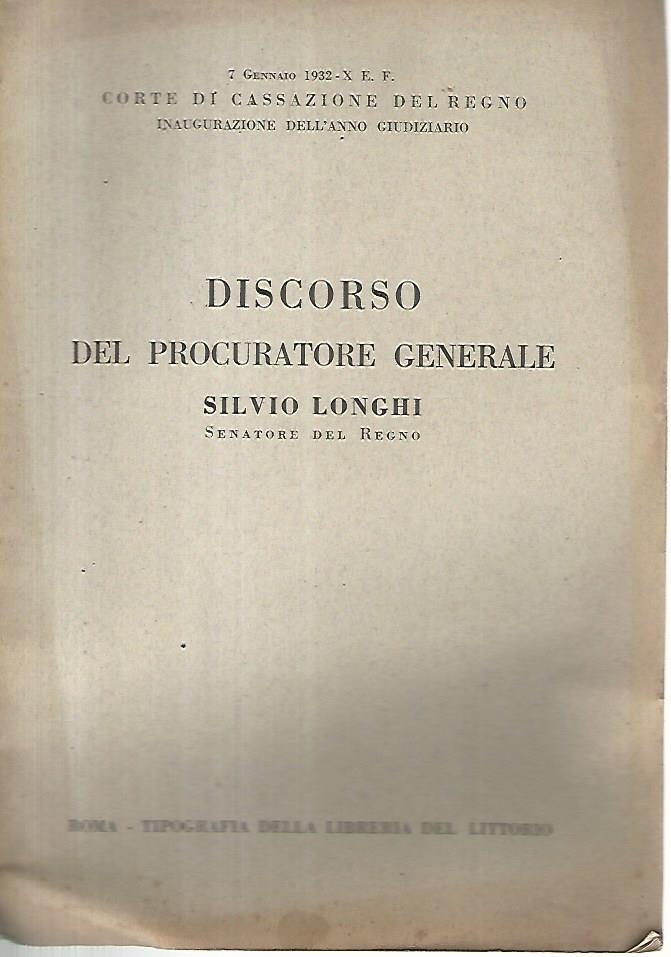 7 Gennaio 1932-X E. F.
CORTE DI CASSAZIONE DEL REGNO
INAUGURAZIONE DELL'ANNO GIUDIZIARIO
DISCORSO
DEL PROCURATORE GENERALE
SILVIO LONGHI
Senatore del Regno
ROMA - TIPOGRAFIA DELLA LIBRERIA DEL LITTORIO